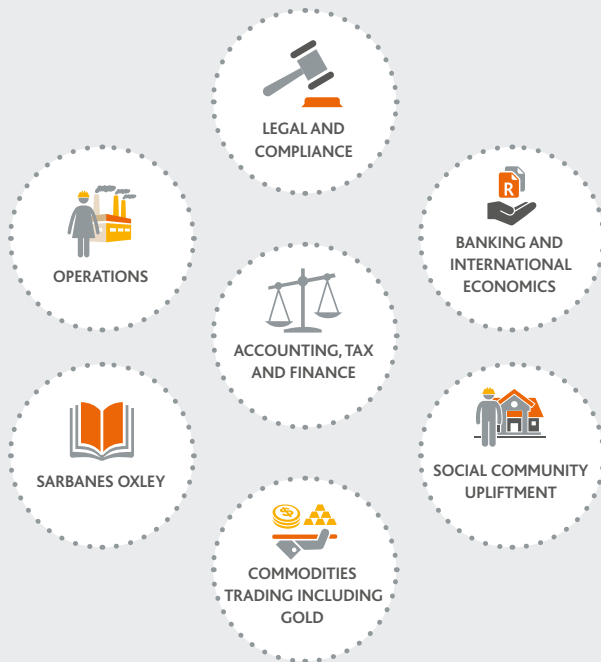 LEGAL AND
COMPLIANCE
OPERATIONS
R
BANKING AND
INTERNATIONAL
ECONOMICS
ACCOUNTING, TAX
AND FINANCE
SARBANES OXLEY
SOCIAL COMMUNITY
UPLIFTMENT
$
COMMODITIES
TRADING INCLUDING
GOLD